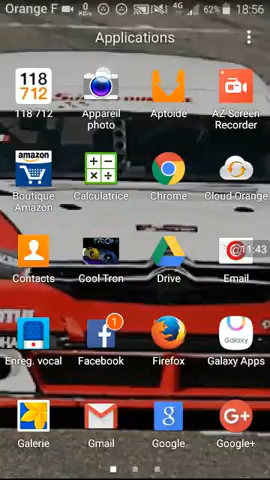 Orange F 0 K/s 4G 62% 18:56
Applications
118
712
118 712
Appareil
photo
Aptoide
AZ Screen
Recorder
amazon
Boutique
Amazon
Calculatrice
Chrome
Cloud Orange
Contacts
TRON
Cool Tron
Drive
@11:43
Email
Enreg. vocal
1
Facebook
Firefox
Galaxy
Galaxy Apps
Galerie
Gmail
Google
Google+